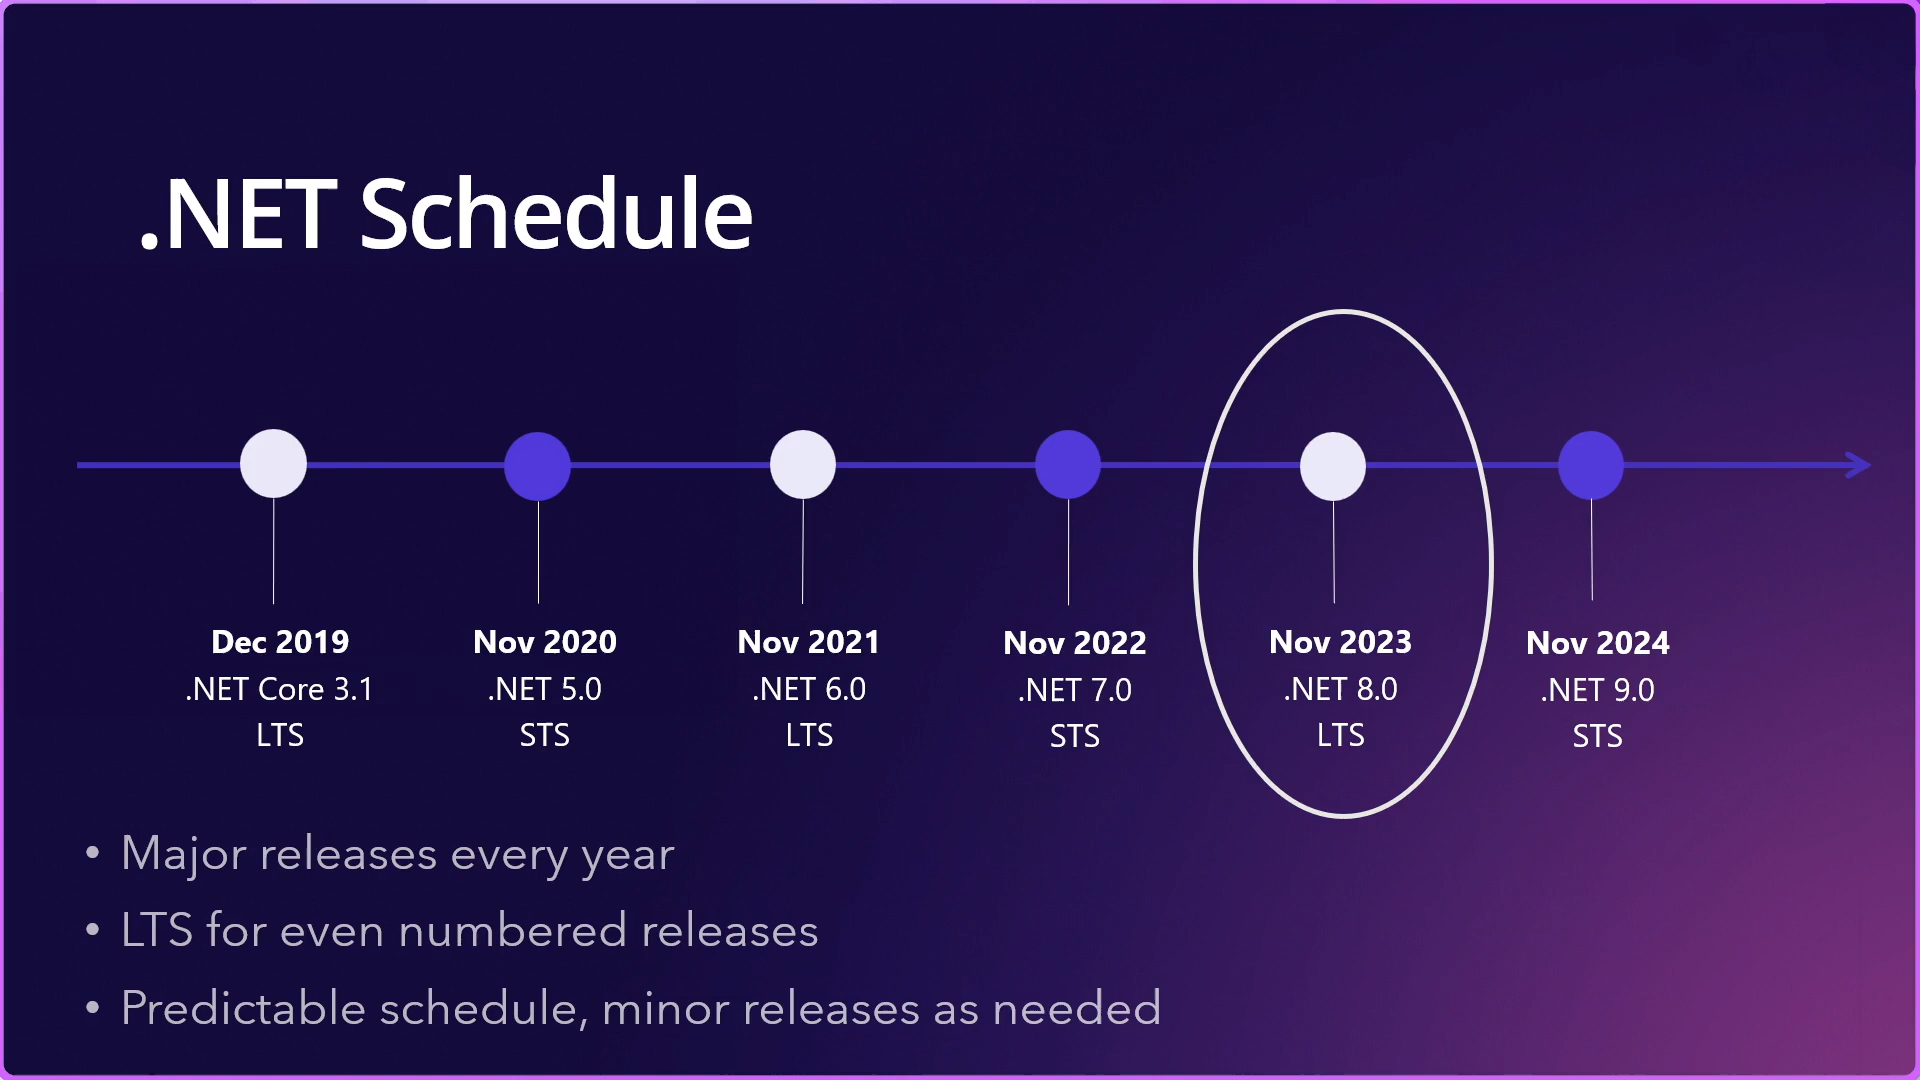 .NET Schedule
Dec 2019
.NET Core 3.1
LTS
Nov 2020
.NET 5.0
STS
Nov 2021
.NET 6.0
LTS
Nov 2022
.NET 7.0
STS
Nov 2023
.NET 8.0
LTS
Nov 2024
.NET 9.0
STS
• Major releases every year
• LTS for even numbered releases
• Predictable schedule, minor releases as needed